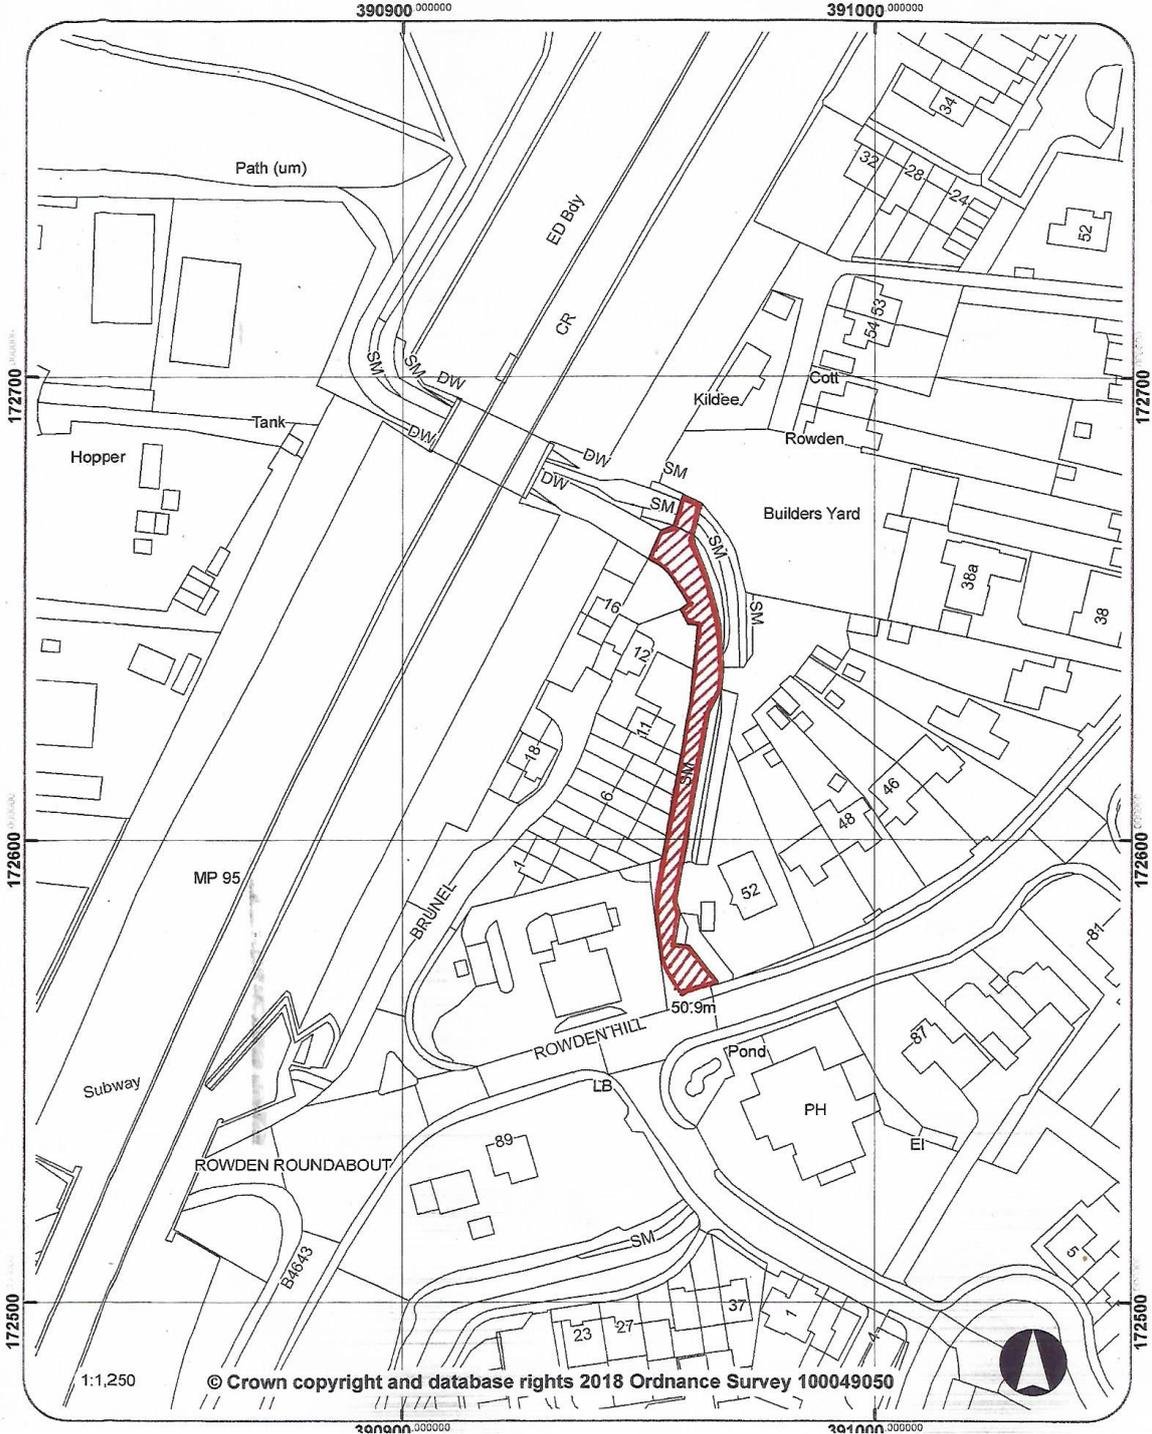 390900.000000
391000.000000
34
Path (um)
32
28
24
52
ED Bdy
53
54
CR
SM
SM
DW
172700
172700
Cott
Kildee
Tank
DW
Rowden
Hopper
DW
SM
DW
SM
Builders Yard
SM
38a
16
SM
38
12
11
18
SM
6
46
48
172600
172600
1
MP 95
52
BRUNEL
81
50.9m
ROWDEN HILL
87
Pond
Subway
LB
PH
89
El
ROWDEN ROUNDABOUT
SM
5
B4643
172500
172500
37
1
27
23
4
1:1,250
© Crown copyright and database rights 2018 Ordnance Survey 100049050
390900.000000
391000.000000